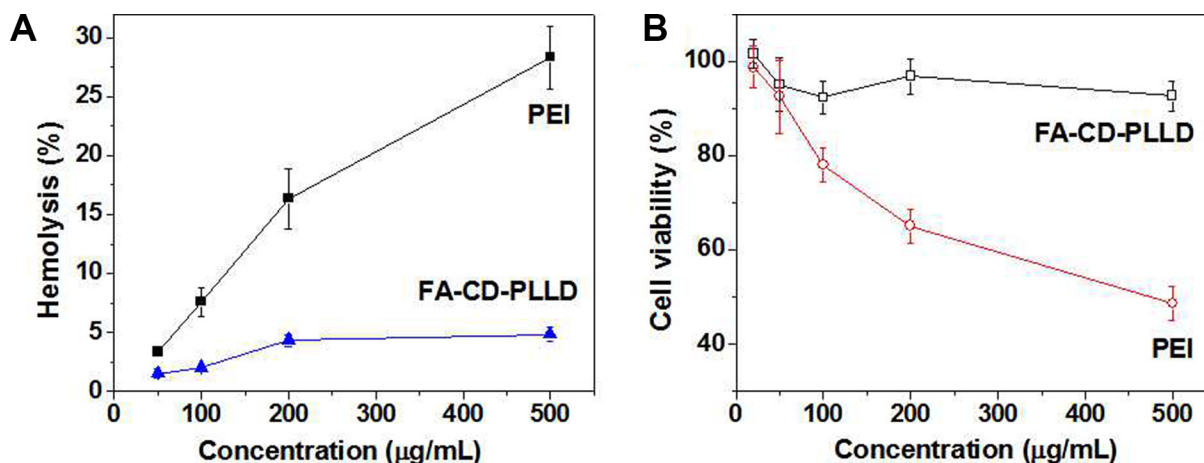 A
Hemolysis (%)
30
25
20
15
10
5
0
PEI
FA-CD-PLLD
0 100 200 300 400 500
Concentration (μg/mL)
B
Cell viability (%)
100
80
60
40
FA-CD-PLLD
PEI
0 100 200 300 400 500
Concentration (μg/mL)